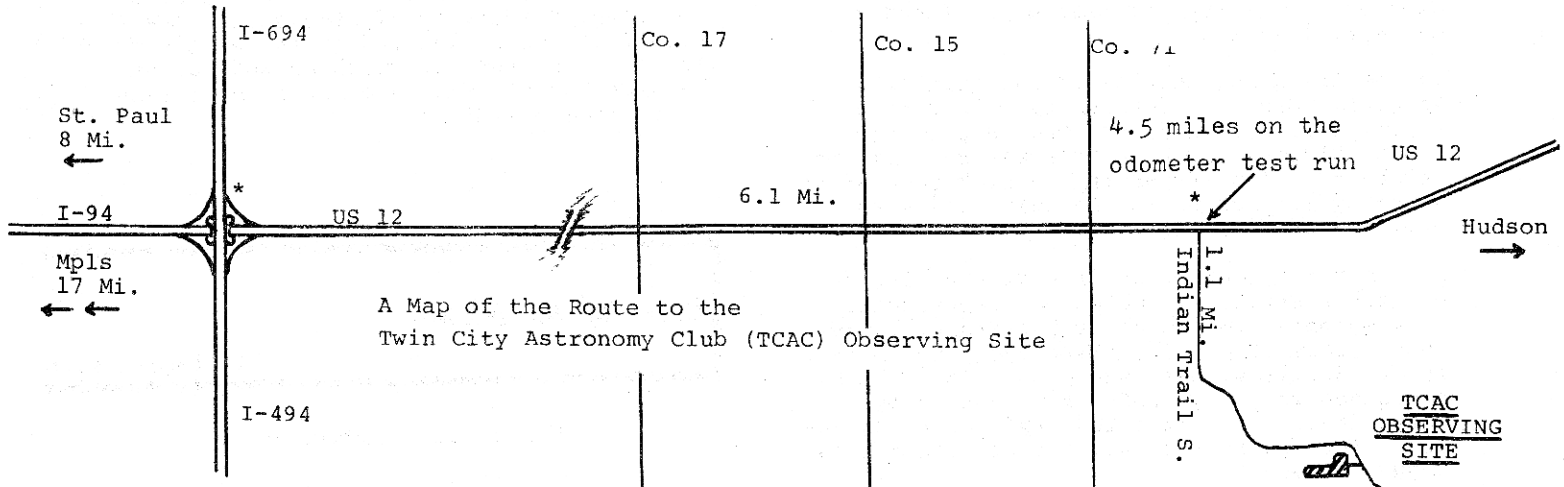 I-694
Co. 17
Co. 15
Co.
St. Paul
8 Mi.
4.5 miles on the
odometer test run
US 12
*
*
6.1 Mi.
I-94
US 12
Hudson
Mpls
17 Mi.
1.1 Mi.
Indian Trail S.
A Map of the Route to the
Twin City Astronomy Club (TCAC) Observing Site
I-494
TCAC
OBSERVING
SITE